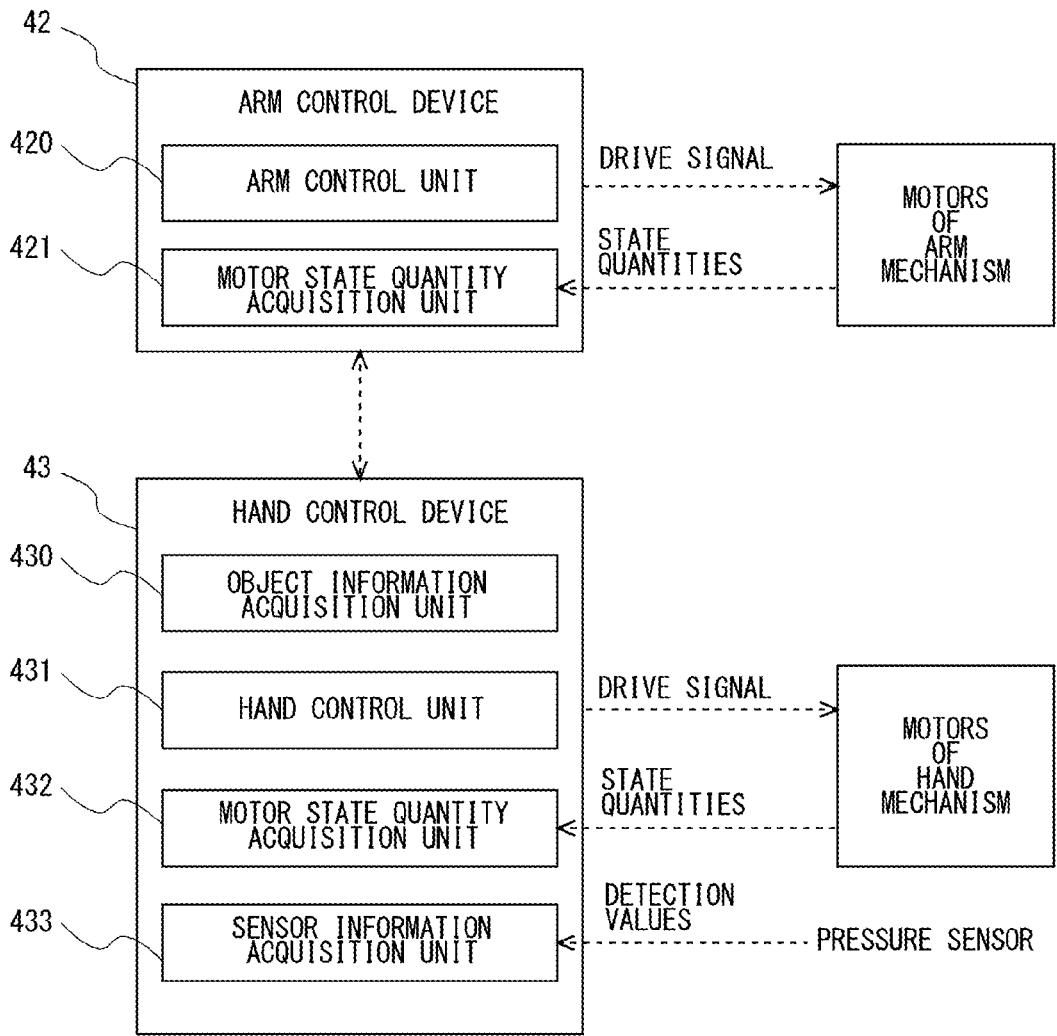 42
ARM CONTROL DEVICE
420
ARM CONTROL UNIT
DRIVE SIGNAL
MOTORS
OF
ARM
MECHANISM
421
MOTOR STATE QUANTITY
ACQUISITION UNIT
STATE
QUANTITIES
43
HAND CONTROL DEVICE
430
OBJECT INFORMATION
ACQUISITION UNIT
431
HAND CONTROL UNIT
DRIVE SIGNAL
MOTORS
OF
HAND
MECHANISM
432
MOTOR STATE QUANTITY
ACQUISITION UNIT
STATE
QUANTITIES
433
SENSOR INFORMATION
ACQUISITION UNIT
DETECTION
VALUES
PRESSURE SENSOR